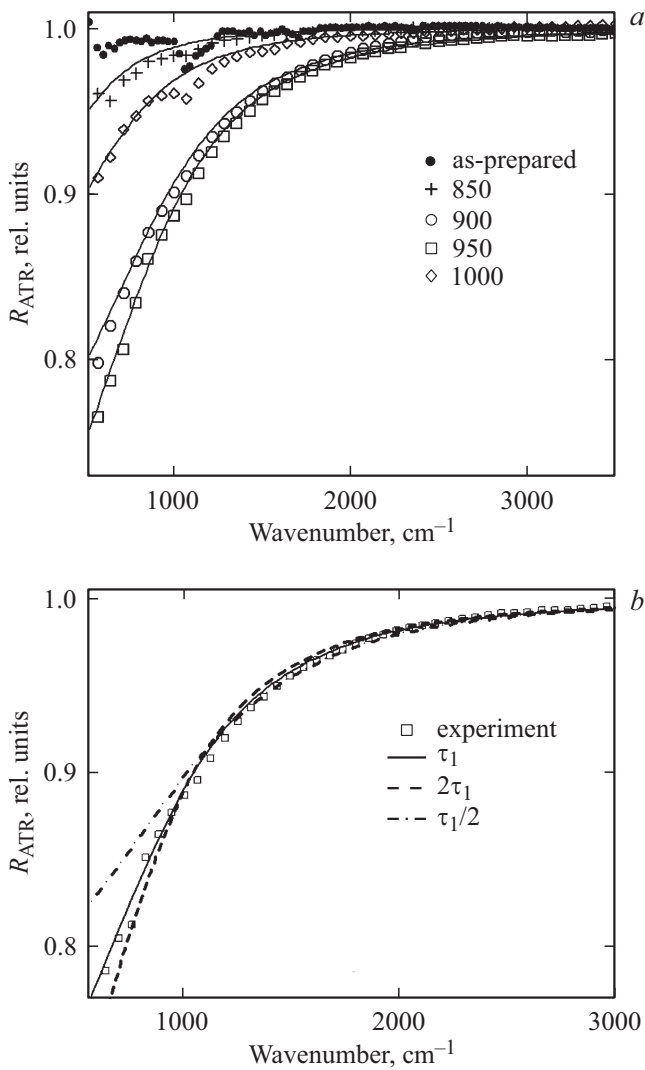 a
1.0
0.9
0.8
R_ATR, rel. units
as-prepared
850
900
950
1000
1000 2000 3000
Wavenumber, cm⁻¹
b
1.0
0.9
0.8
R_ATR, rel. units
experiment
τ₁
2τ₁
τ₁/2
1000 2000 3000
Wavenumber, cm⁻¹